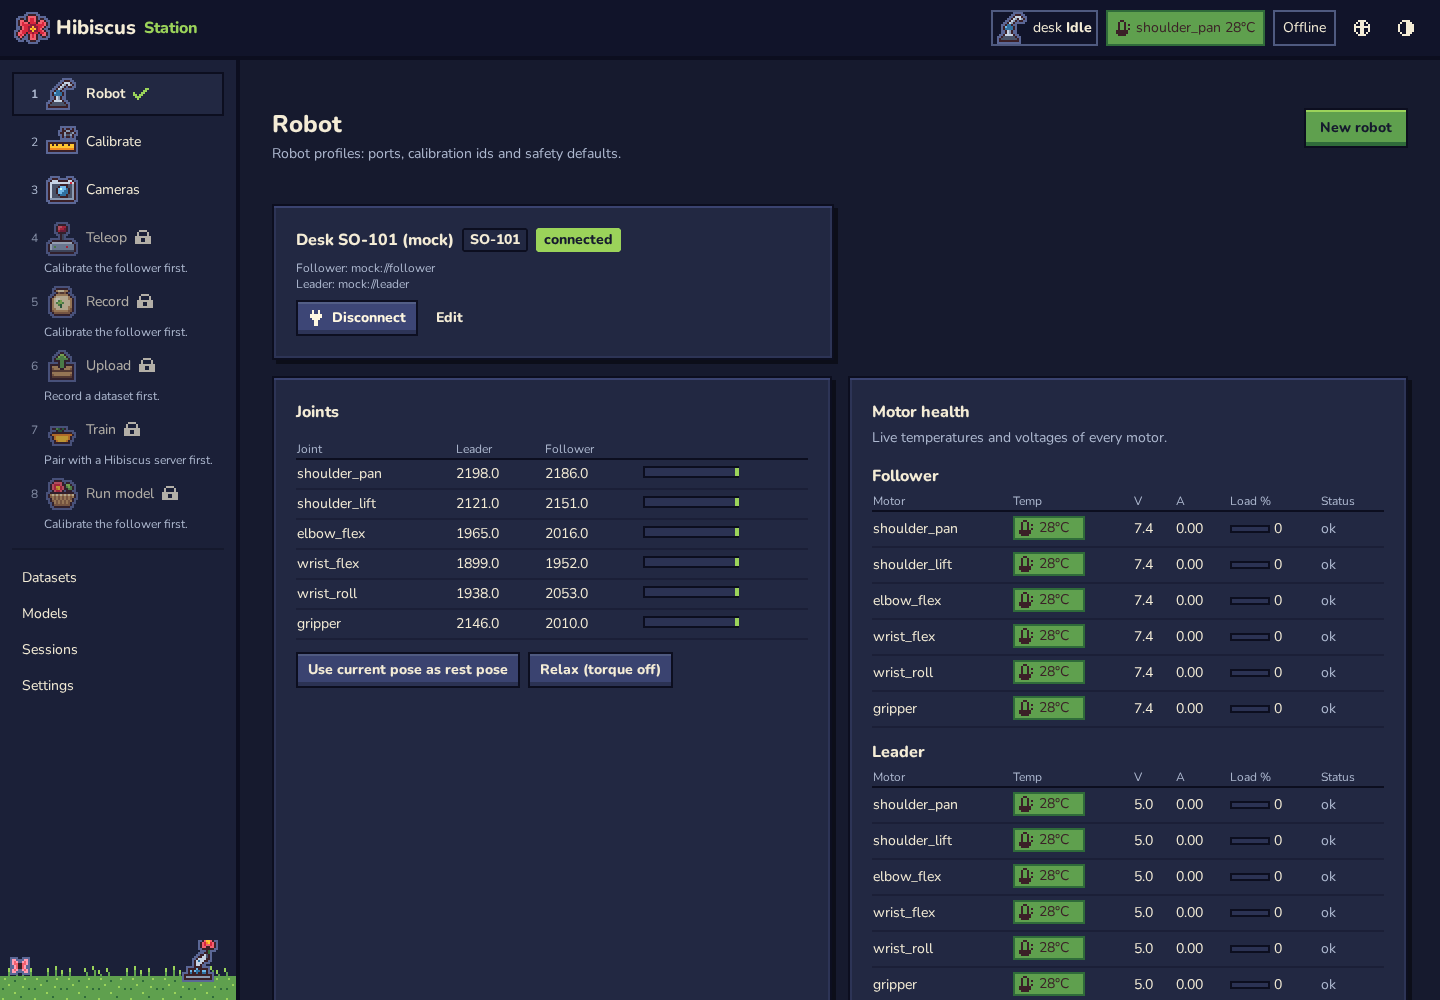 Hibiscus Station
desk Idle
shoulder_pan 28°C
Offline
1 Robot
2 Calibrate
3 Cameras
4 Teleop
Calibrate the follower first.
5 Record
Calibrate the follower first.
6 Upload
Record a dataset first.
7 Train
Pair with a Hibiscus server first.
8 Run model
Calibrate the follower first.
Datasets
Models
Sessions
Settings
Robot
Robot profiles: ports, calibration ids and safety defaults.
New robot
Desk SO-101 (mock) SO-101 connected
Follower: mock://follower
Leader: mock://leader
Disconnect Edit
Joints
Joint Leader Follower
shoulder_pan 2198.0 2186.0
shoulder_lift 2121.0 2151.0
elbow_flex 1965.0 2016.0
wrist_flex 1899.0 1952.0
wrist_roll 1938.0 2053.0
gripper 2146.0 2010.0
Use current pose as rest pose Relax (torque off)
Motor health
Live temperatures and voltages of every motor.
Follower
Motor Temp V A Load % Status
shoulder_pan 28°C 7.4 0.00 0 ok
shoulder_lift 28°C 7.4 0.00 0 ok
elbow_flex 28°C 7.4 0.00 0 ok
wrist_flex 28°C 7.4 0.00 0 ok
wrist_roll 28°C 7.4 0.00 0 ok
gripper 28°C 7.4 0.00 0 ok
Leader
Motor Temp V A Load % Status
shoulder_pan 28°C 5.0 0.00 0 ok
shoulder_lift 28°C 5.0 0.00 0 ok
elbow_flex 28°C 5.0 0.00 0 ok
wrist_flex 28°C 5.0 0.00 0 ok
wrist_roll 28°C 5.0 0.00 0 ok
gripper 28°C 5.0 0.00 0 ok